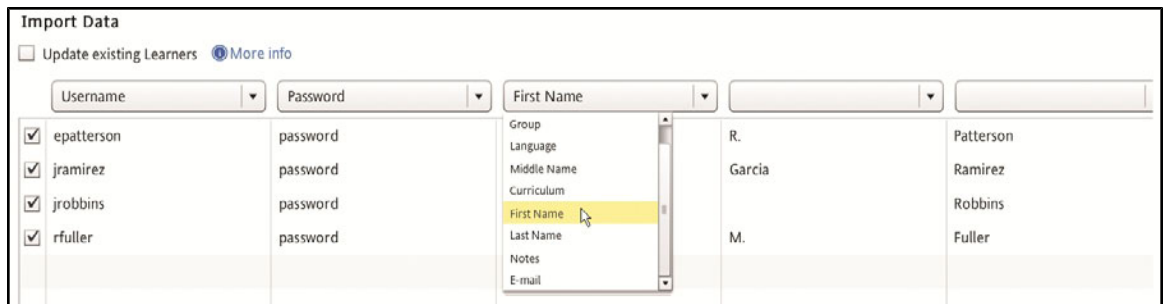 Import Data
Update existing Learners More info
Username Password First Name
Group
Language
Middle Name
Curriculum
First Name
Last Name
Notes
E-mail
epatterson password R. Patterson
jramirez password Garcia Ramirez
jrobbins password Robbins
rfuller password M. Fuller